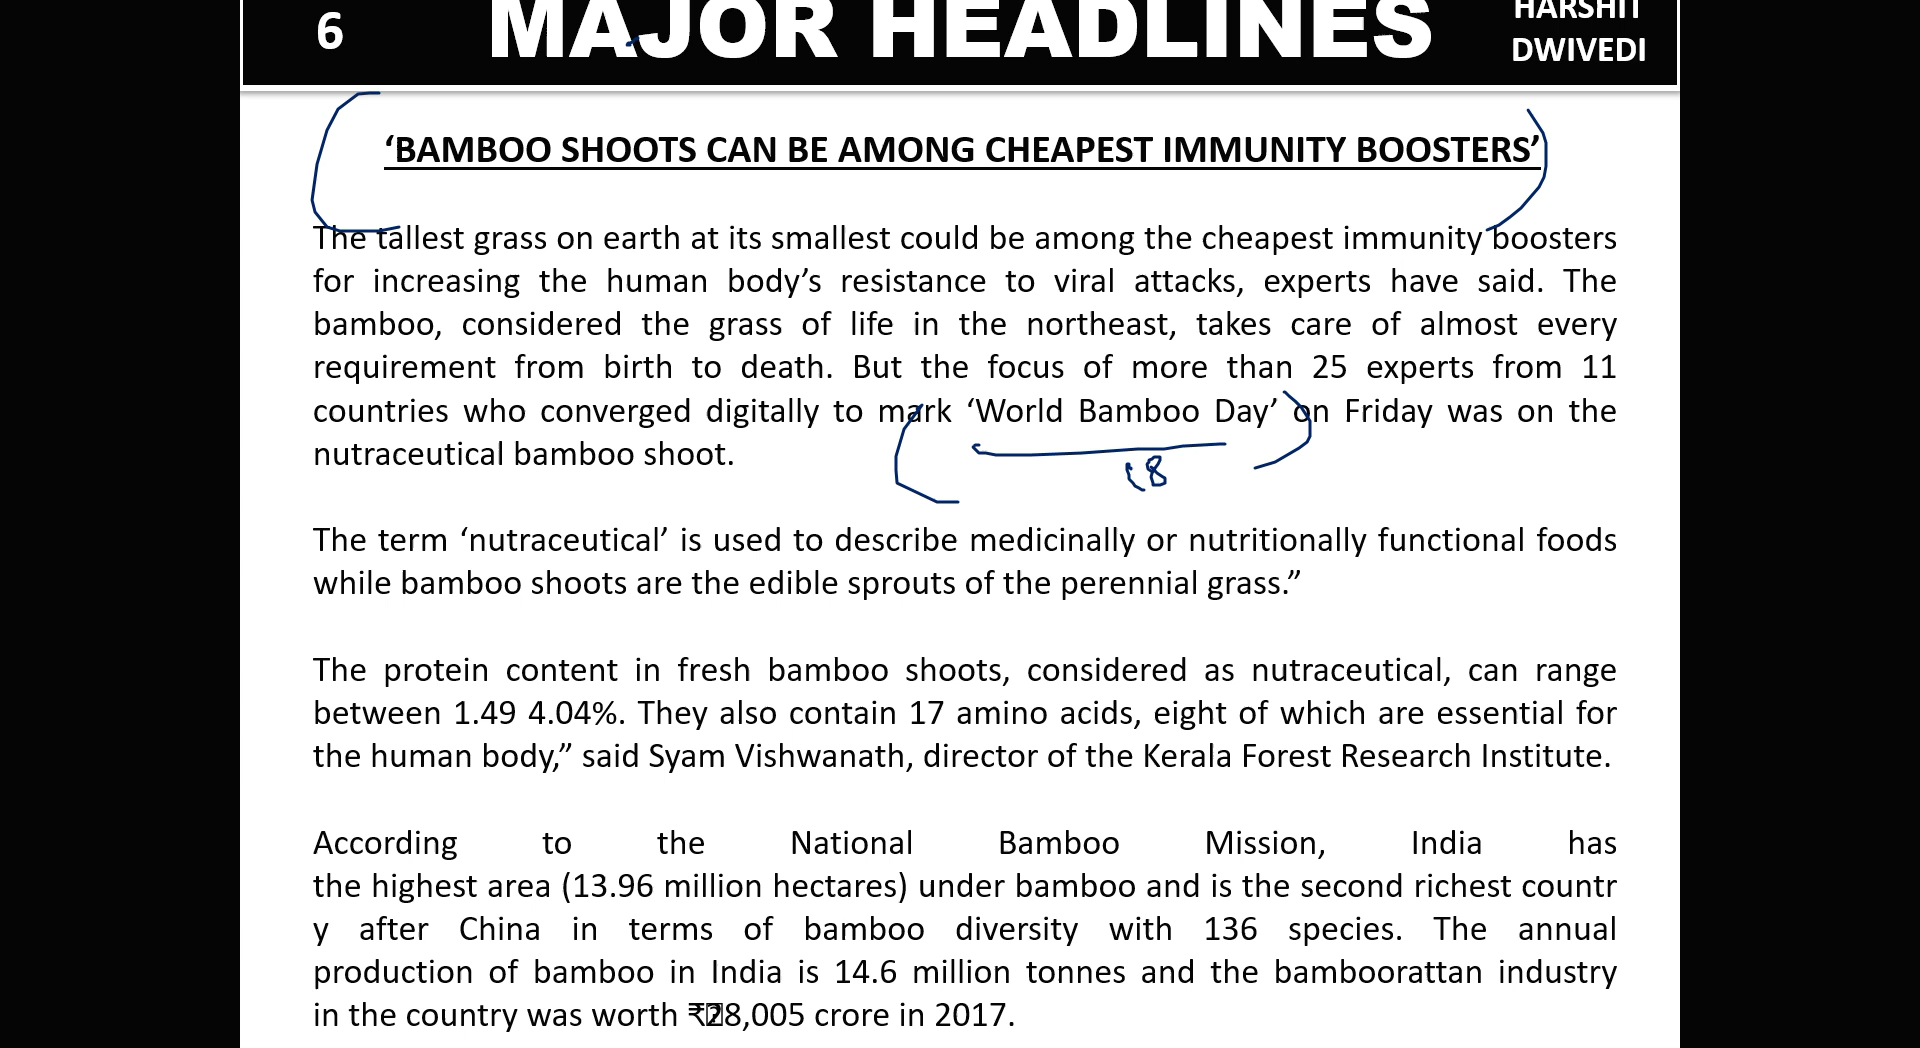 6
MAJOR HEADLINES
HARSHIT
DWIVEDI
‘BAMBOO SHOOTS CAN BE AMONG CHEAPEST IMMUNITY BOOSTERS’
The tallest grass on earth at its smallest could be among the cheapest immunity boosters
for increasing the human body’s resistance to viral attacks, experts have said. The
bamboo, considered the grass of life in the northeast, takes care of almost every
requirement from birth to death. But the focus of more than 25 experts from 11
countries who converged digitally to mark ‘World Bamboo Day’ on Friday was on the
nutraceutical bamboo shoot.
18
The term ‘nutraceutical’ is used to describe medicinally or nutritionally functional foods
while bamboo shoots are the edible sprouts of the perennial grass.”
The protein content in fresh bamboo shoots, considered as nutraceutical, can range
between 1.49 4.04%. They also contain 17 amino acids, eight of which are essential for
the human body,” said Syam Vishwanath, director of the Kerala Forest Research Institute.
According to the National Bamboo Mission, India has
the highest area (13.96 million hectares) under bamboo and is the second richest countr
y after China in terms of bamboo diversity with 136 species. The annual
production of bamboo in India is 14.6 million tonnes and the bamboorattan industry
in the country was worth ₹28,005 crore in 2017.